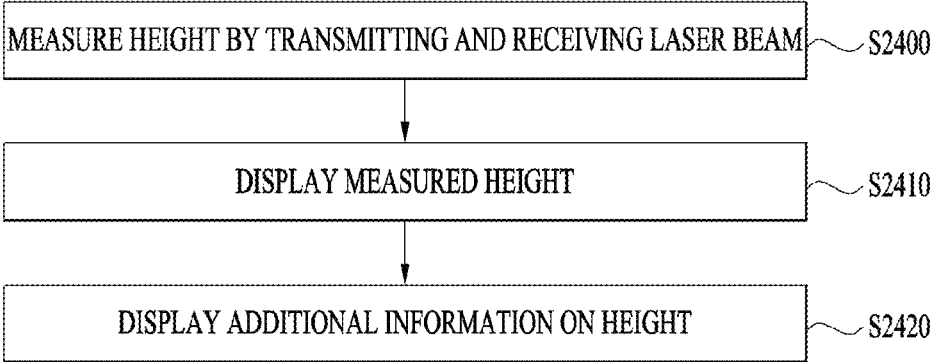 MEASURE HEIGHT BY TRANSMITTING AND RECEIVING LASER BEAM
S2400
DISPLAY MEASURED HEIGHT
S2410
DISPLAY ADDITIONAL INFORMATION ON HEIGHT
S2420